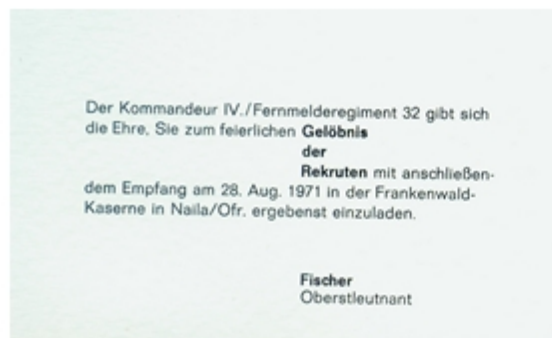 Der Kommandeur IV./Fernmelderegiment 32 gibt sich
die Ehre, Sie zum feierlichen Gelöbnis
der
Rekruten mit anschließen-
dem Empfang am 28. Aug. 1971 in der Frankenwald-
Kaserne in Naila/Ofr. ergebenst einzuladen.
Fischer
Oberstleutnant